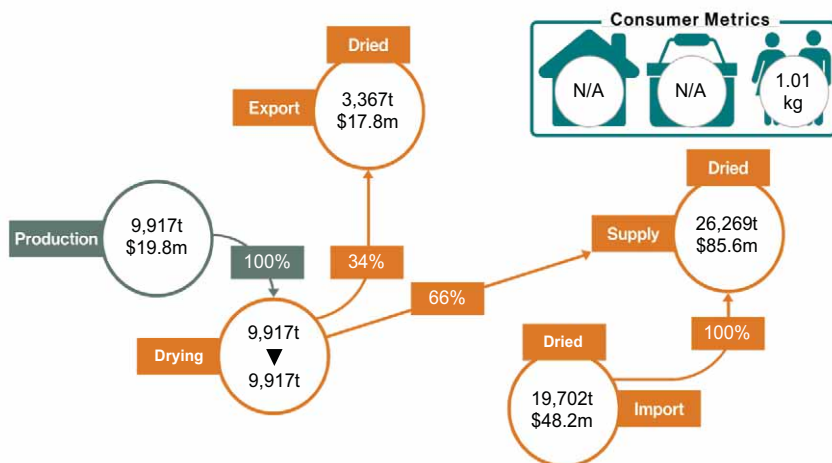 Consumer Metrics
N/A
N/A
1.01
kg
Dried
Export
3,367t
$17.8m
Dried
Supply
26,269t
$85.6m
Production
9,917t
$19.8m
100%
34%
66%
Drying
9,917t
▼
9,917t
Dried
100%
19,702t
$48.2m
Import